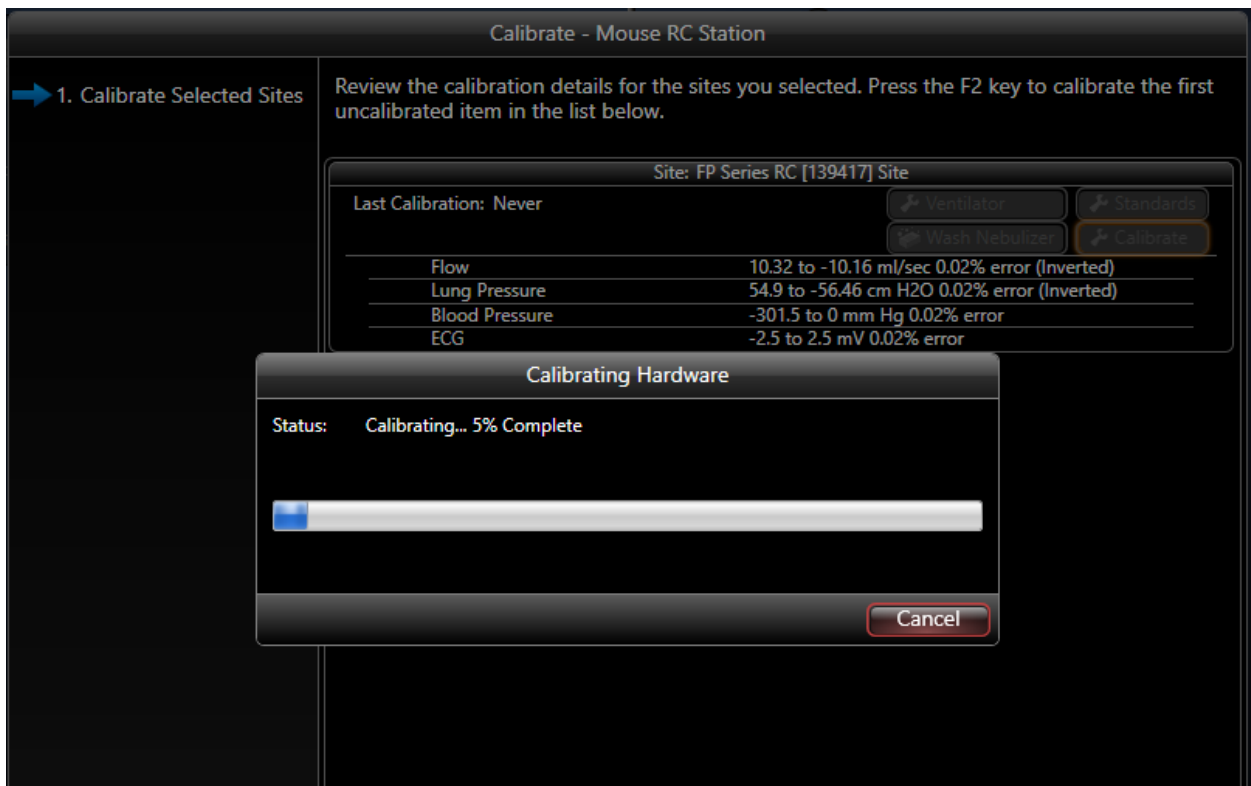 Calibrate - Mouse RC Station
1. Calibrate Selected Sites
Review the calibration details for the sites you selected. Press the F2 key to calibrate the first
uncalibrated item in the list below.
Site: FP Series RC [139417] Site
Last Calibration: Never
Ventilator
Standards
Wash Nebulizer
Calibrate
Flow 10.32 to -10.16 ml/sec 0.02% error (Inverted)
Lung Pressure 54.9 to -56.46 cm H2O 0.02% error (Inverted)
Blood Pressure -301.5 to 0 mm Hg 0.02% error
ECG -2.5 to 2.5 mV 0.02% error
Calibrating Hardware
Status: Calibrating... 5% Complete
Cancel